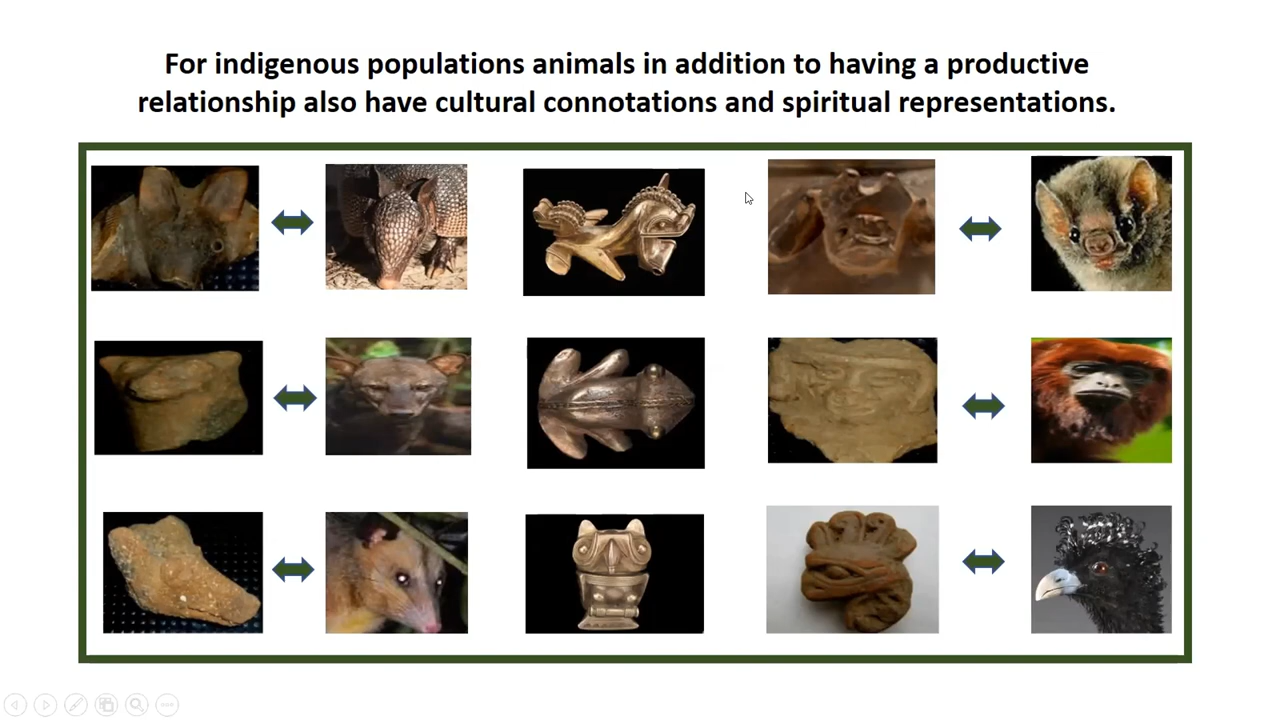 For indigenous populations animals in addition to having a productive
relationship also have cultural connotations and spiritual representations.